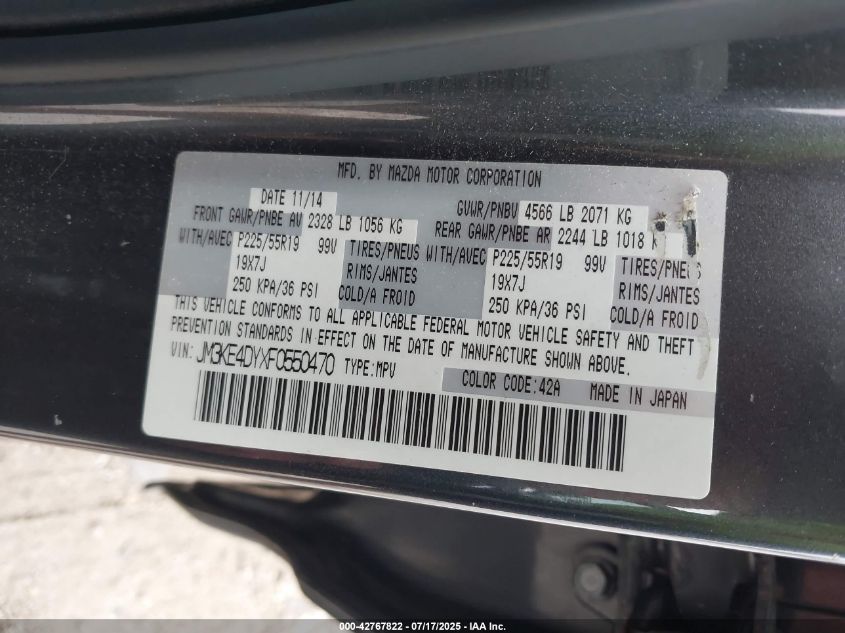 MFD. BY MAZDA MOTOR CORPORATION
DATE 11/14 GVWR/PNBV 4566 LB 2071 KG
FRONT GAWR/PNBE AV 2328 LB 1056 KG REAR GAWR/PNBE AR 2244 LB 1018
WITH/AVEC P225/55R19 99V TIRES/PNEUS WITH/AVEC P225/55R19 99V TIRES/PNEUS
19X7J RIMS/JANTES 19X7J RIMS/JANTES
250 KPA/36 PSI COLD/A FROID 250 KPA/36 PSI COLD/A FROID
THIS VEHICLE CONFORMS TO ALL APPLICABLE FEDERAL MOTOR VEHICLE SAFETY AND THEFT
PREVENTION STANDARDS IN EFFECT ON THE DATE OF MANUFACTURE SHOWN ABOVE.
VIN: JM3KE4DYXF0550470 TYPE:MPV
COLOR CODE:42A MADE IN JAPAN
000-42767822 - 07/17/2025 - IAA Inc.